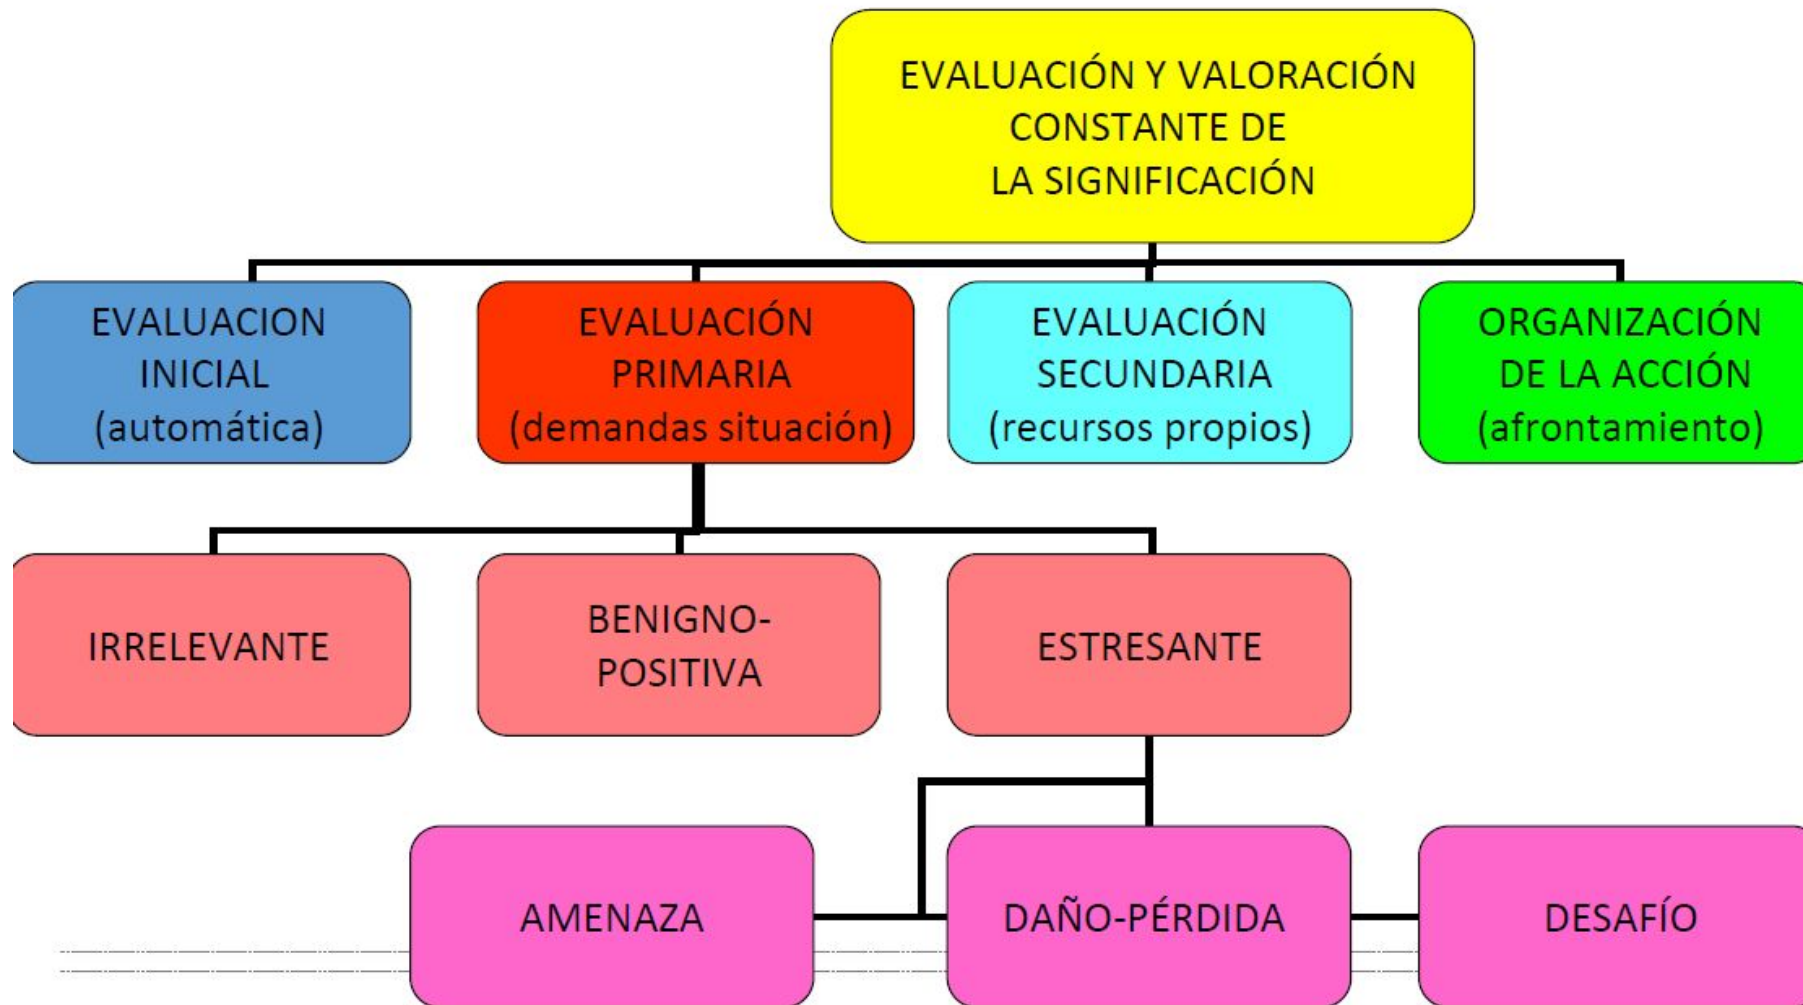 EVALUACIÓN Y VALORACIÓN
CONSTANTE DE
LA SIGNIFICACIÓN
EVALUACION
INICIAL
(automática)
EVALUACIÓN
PRIMARIA
(demandas situación)
EVALUACIÓN
SECUNDARIA
(recursos propios)
ORGANIZACIÓN
DE LA ACCIÓN
(afrontamiento)
IRRELEVANTE
BENIGNO-
POSITIVA
ESTRESANTE
AMENAZA
DAÑO-PÉRDIDA
DESAFÍO